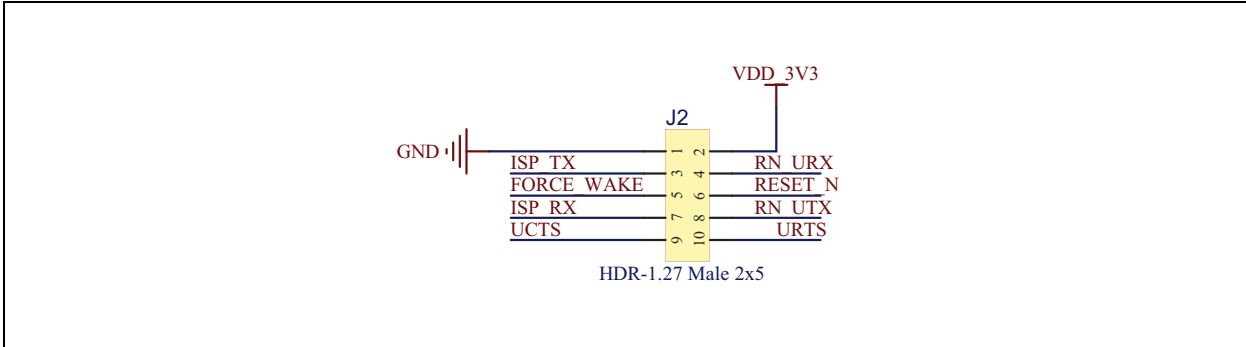 VDD_3V3
J2
GND
1 2
ISP_TX 3 4 RN_URX
FORCE_WAKE 5 6 RESET_N
ISP_RX 7 8 RN_UTX
UCTS 9 10 URTS
HDR-1.27 Male 2x5